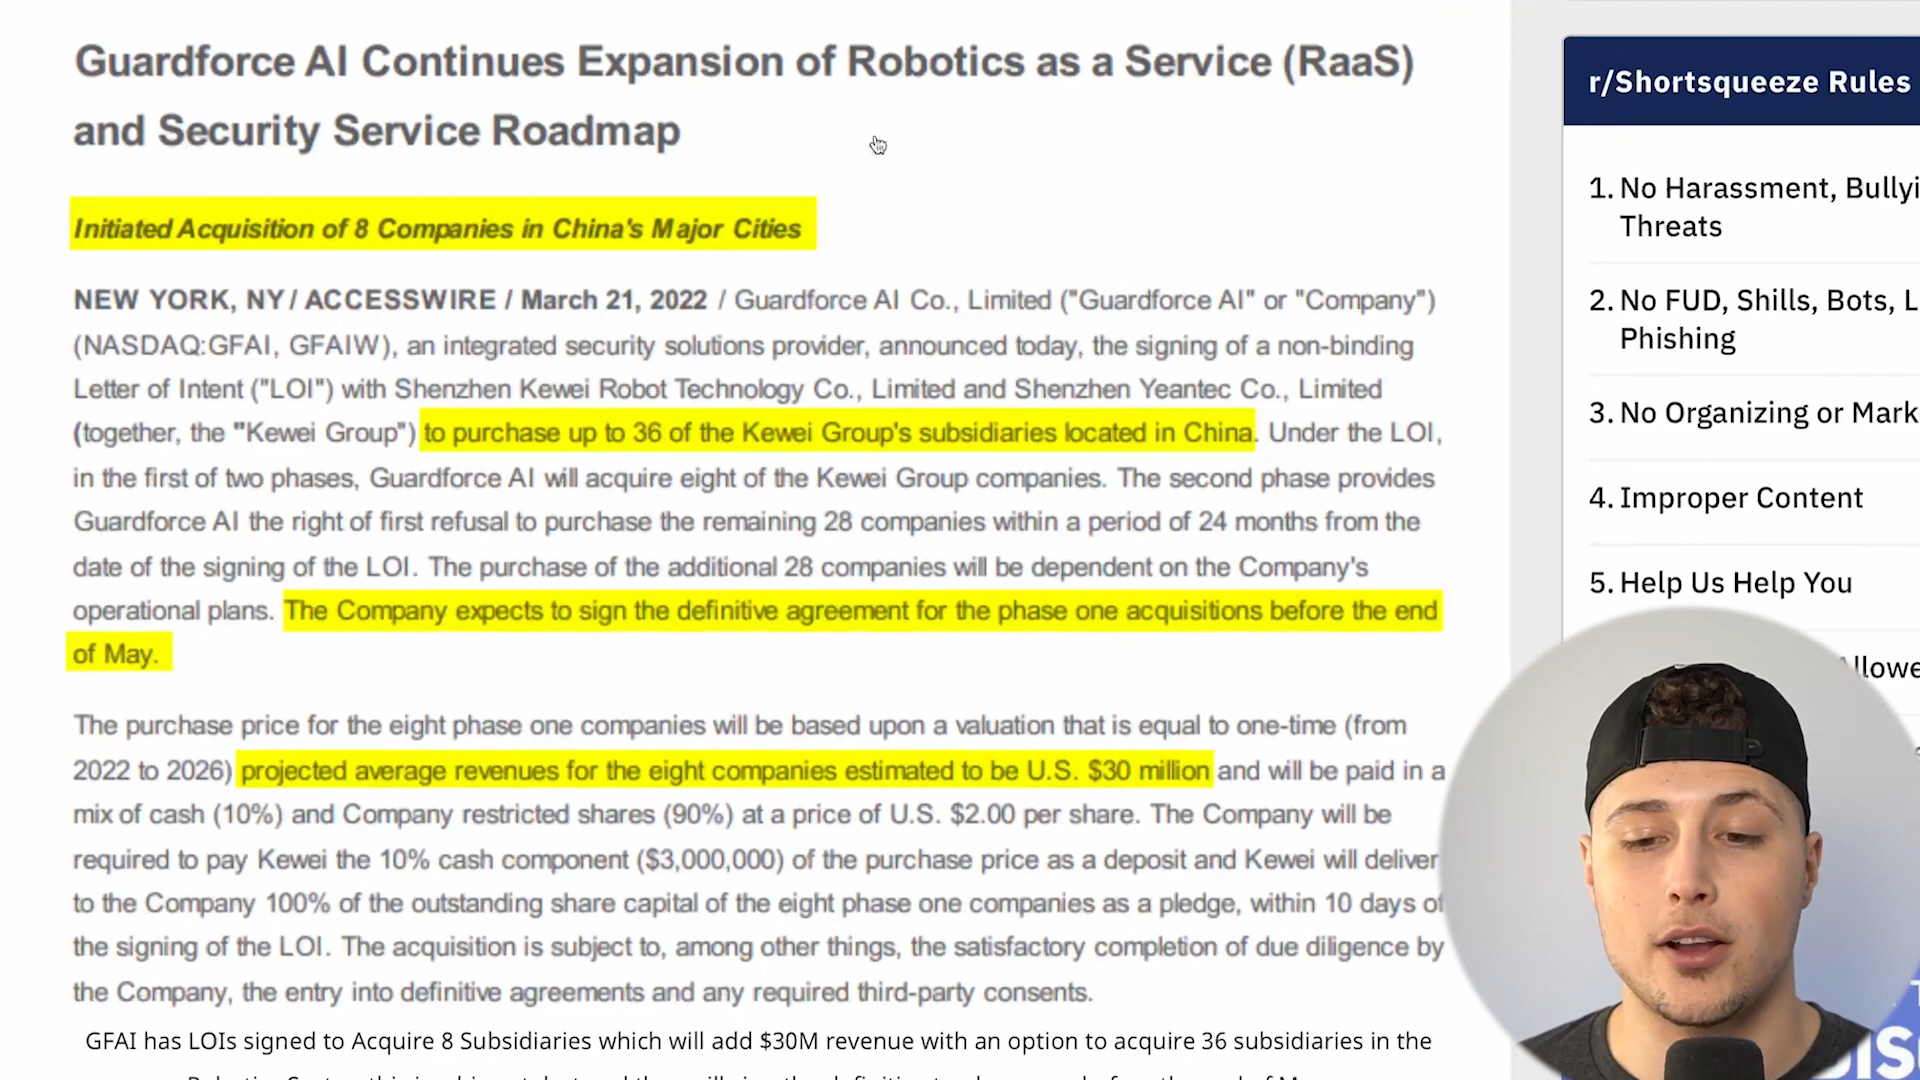 Guardforce AI Continues Expansion of Robotics as a Service (RaaS)
and Security Service Roadmap
Initiated Acquisition of 8 Companies in China's Major Cities
NEW YORK, NY / ACCESSWIRE / March 21, 2022 / Guardforce AI Co., Limited ("Guardforce AI" or "Company")
(NASDAQ:GFAI, GFAIW), an integrated security solutions provider, announced today, the signing of a non-binding
Letter of Intent ("LOI") with Shenzhen Kewei Robot Technology Co., Limited and Shenzhen Yeantec Co., Limited
(together, the "Kewei Group") to purchase up to 36 of the Kewei Group's subsidiaries located in China. Under the LOI,
in the first of two phases, Guardforce AI will acquire eight of the Kewei Group companies. The second phase provides
Guardforce AI the right of first refusal to purchase the remaining 28 companies within a period of 24 months from the
date of the signing of the LOI. The purchase of the additional 28 companies will be dependent on the Company's
operational plans. The Company expects to sign the definitive agreement for the phase one acquisitions before the end
of May.
The purchase price for the eight phase one companies will be based upon a valuation that is equal to one-time (from
2022 to 2026) projected average revenues for the eight companies estimated to be U.S. $30 million and will be paid in a
mix of cash (10%) and Company restricted shares (90%) at a price of U.S. $2.00 per share. The Company will be
required to pay Kewei the 10% cash component ($3,000,000) of the purchase price as a deposit and Kewei will deliver
to the Company 100% of the outstanding share capital of the eight phase one companies as a pledge, within 10 days of
the signing of the LOI. The acquisition is subject to, among other things, the satisfactory completion of due diligence by
the Company, the entry into definitive agreements and any required third-party consents.
GFAI has LOIs signed to Acquire 8 Subsidiaries which will add $30M revenue with an option to acquire 36 subsidiaries in the
r/Shortsqueeze Rules
1. No Harassment, Bullyi
Threats
2. No FUD, Shills, Bots, L
Phishing
3. No Organizing or Mark
4. Improper Content
5. Help Us Help You